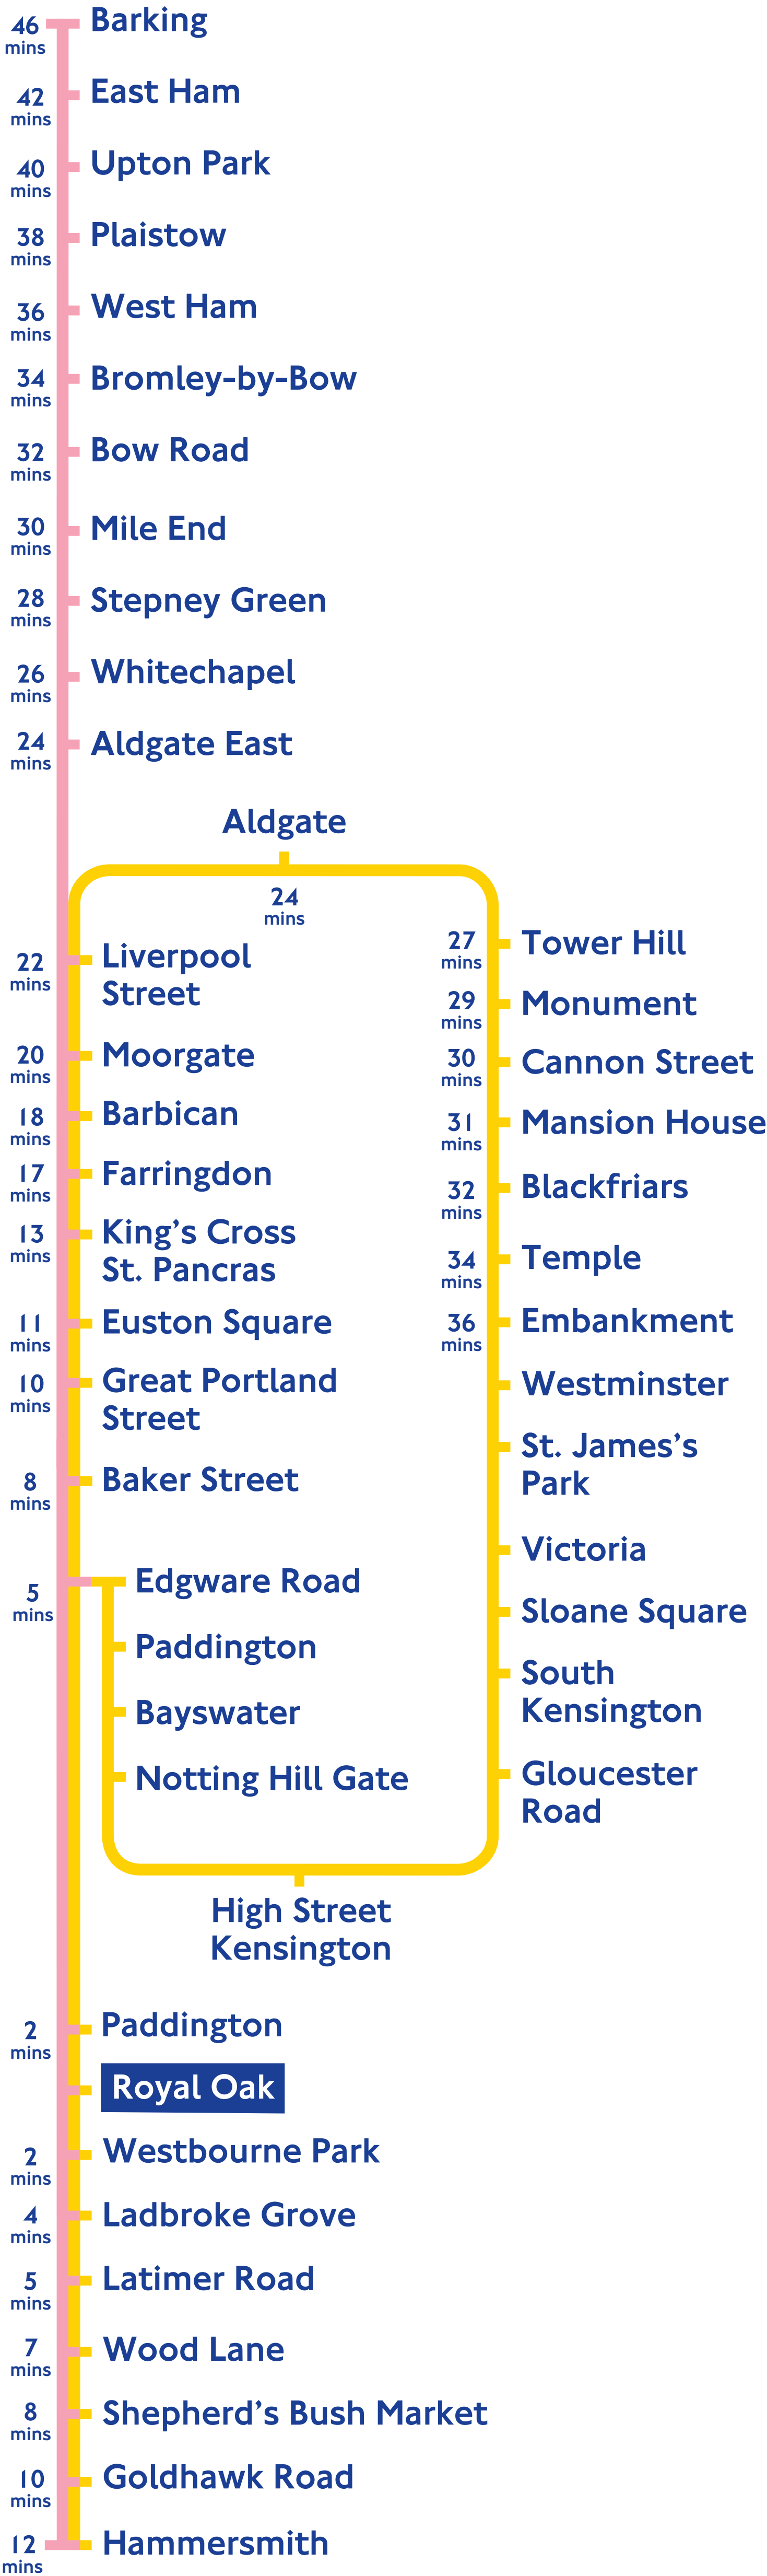 46
mins
Barking
42
mins
East Ham
40
mins
Upton Park
38
mins
Plaistow
36
mins
West Ham
34
mins
Bromley-by-Bow
32
mins
Bow Road
30
mins
Mile End
28
mins
Stepney Green
26
mins
Whitechapel
24
mins
Aldgate East
Aldgate
24
mins
22
mins
Liverpool
Street
20
mins
Moorgate
18
mins
Barbican
17
mins
Farringdon
13
mins
King's Cross
St. Pancras
11
mins
Euston Square
10
mins
Great Portland
Street
8
mins
Baker Street
5
mins
Edgware Road
Paddington
Bayswater
Notting Hill Gate
27
mins
Tower Hill
29
mins
Monument
30
mins
Cannon Street
31
mins
Mansion House
32
mins
Blackfriars
34
mins
Temple
36
mins
Embankment
Westminster
St. James's
Park
Victoria
Sloane Square
South
Kensington
Gloucester
Road
High Street
Kensington
2
mins
Paddington
Royal Oak
2
mins
Westbourne Park
4
mins
Ladbroke Grove
5
mins
Latimer Road
7
mins
Wood Lane
8
mins
Shepherd's Bush Market
10
mins
Goldhawk Road
12
mins
Hammersmith